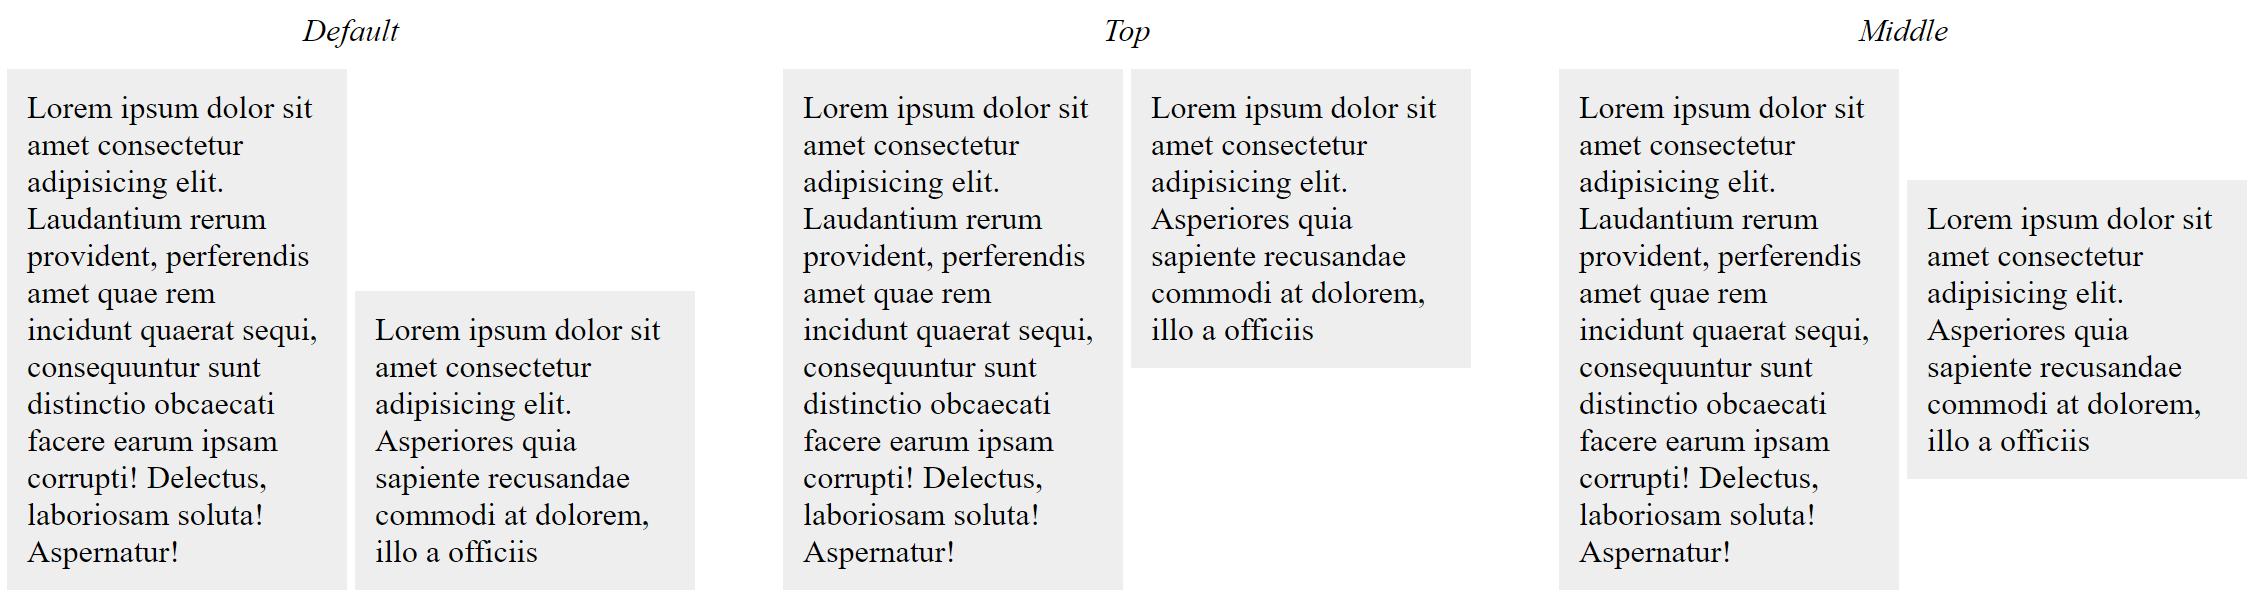 Default
Lorem ipsum dolor sit
amet consectetur
adipisicing elit.
Laudantium rerum
provident, perferendis
amet quae rem
incidunt quaerat sequi,
consequuntur sunt
distinctio obcaecati
facere earum ipsam
corrupti! Delectus,
laboriosam soluta!
Aspernatur!
Lorem ipsum dolor sit
amet consectetur
adipisicing elit.
Asperiores quia
sapiente recusandae
commodi at dolorem,
illo a officiis
Top
Lorem ipsum dolor sit
amet consectetur
adipisicing elit.
Laudantium rerum
provident, perferendis
amet quae rem
incidunt quaerat sequi,
consequuntur sunt
distinctio obcaecati
facere earum ipsam
corrupti! Delectus,
laboriosam soluta!
Aspernatur!
Lorem ipsum dolor sit
amet consectetur
adipisicing elit.
Asperiores quia
sapiente recusandae
commodi at dolorem,
illo a officiis
Middle
Lorem ipsum dolor sit
amet consectetur
adipisicing elit.
Laudantium rerum
provident, perferendis
amet quae rem
incidunt quaerat sequi,
consequuntur sunt
distinctio obcaecati
facere earum ipsam
corrupti! Delectus,
laboriosam soluta!
Aspernatur!
Lorem ipsum dolor sit
amet consectetur
adipisicing elit.
Asperiores quia
sapiente recusandae
commodi at dolorem,
illo a officiis